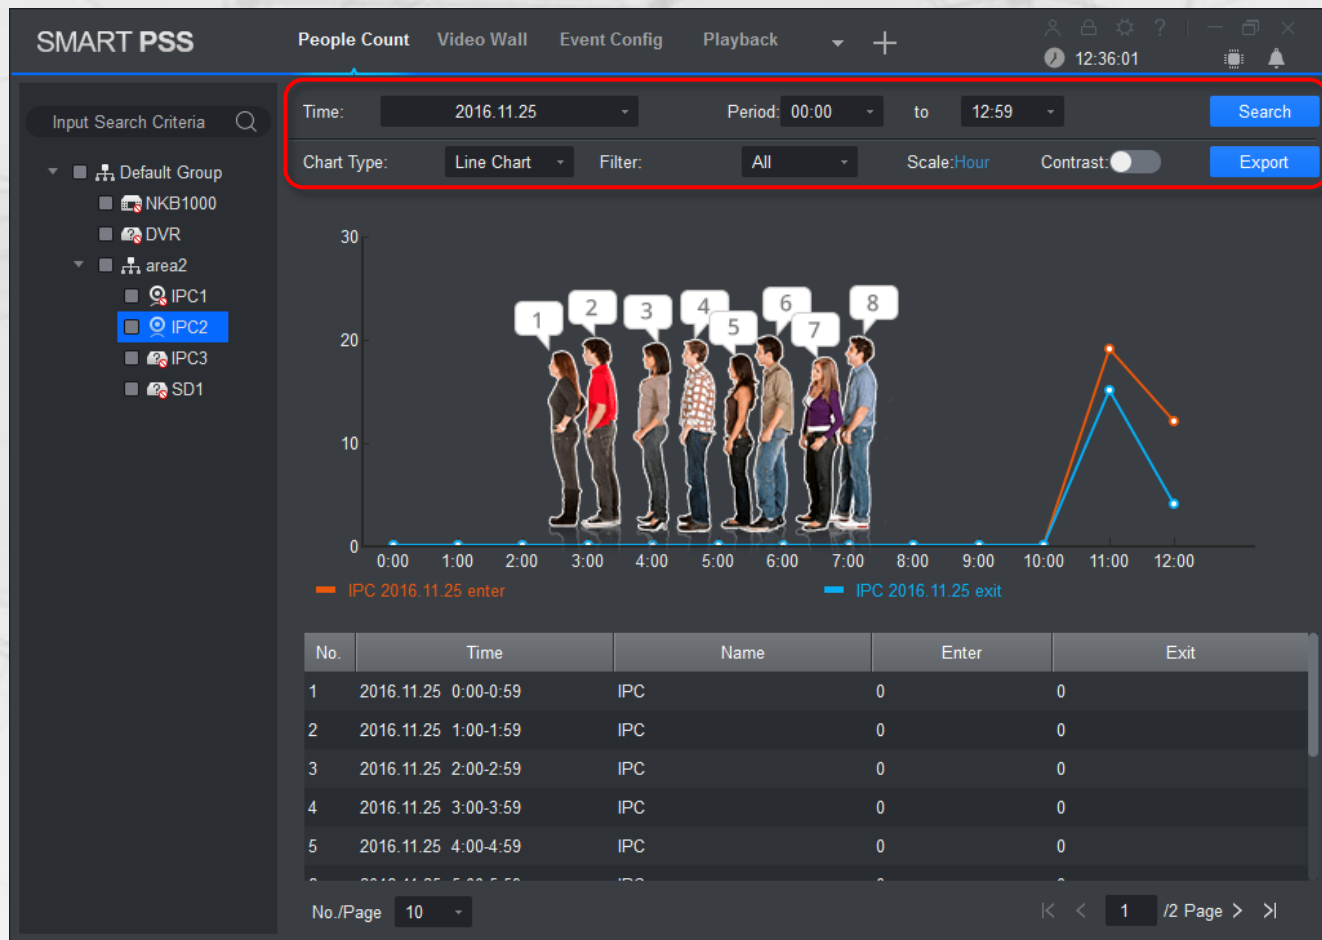 SMART PSS People Count Video Wall Event Config Playback ?
12:36:01
Input Search Criteria
Default Group
NKB1000
DVR
area2
IPC1
IPC2
IPC3
SD1
Time: 2016.11.25 Period: 00:00 to 12:59 Search
Chart Type: Line Chart Filter: All Scale:Hour Contrast: Export
30
20
10
0
1
2
3
4
5
6
7
8
0:00 1:00 2:00 3:00 4:00 5:00 6:00 7:00 8:00 9:00 10:00 11:00 12:00
IPC 2016.11.25 enter IPC 2016.11.25 exit
No. Time Name Enter Exit
1 2016.11.25 0:00-0:59 IPC 0 0
2 2016.11.25 1:00-1:59 IPC 0 0
3 2016.11.25 2:00-2:59 IPC 0 0
4 2016.11.25 3:00-3:59 IPC 0 0
5 2016.11.25 4:00-4:59 IPC 0 0
No./Page 10 1 /2 Page